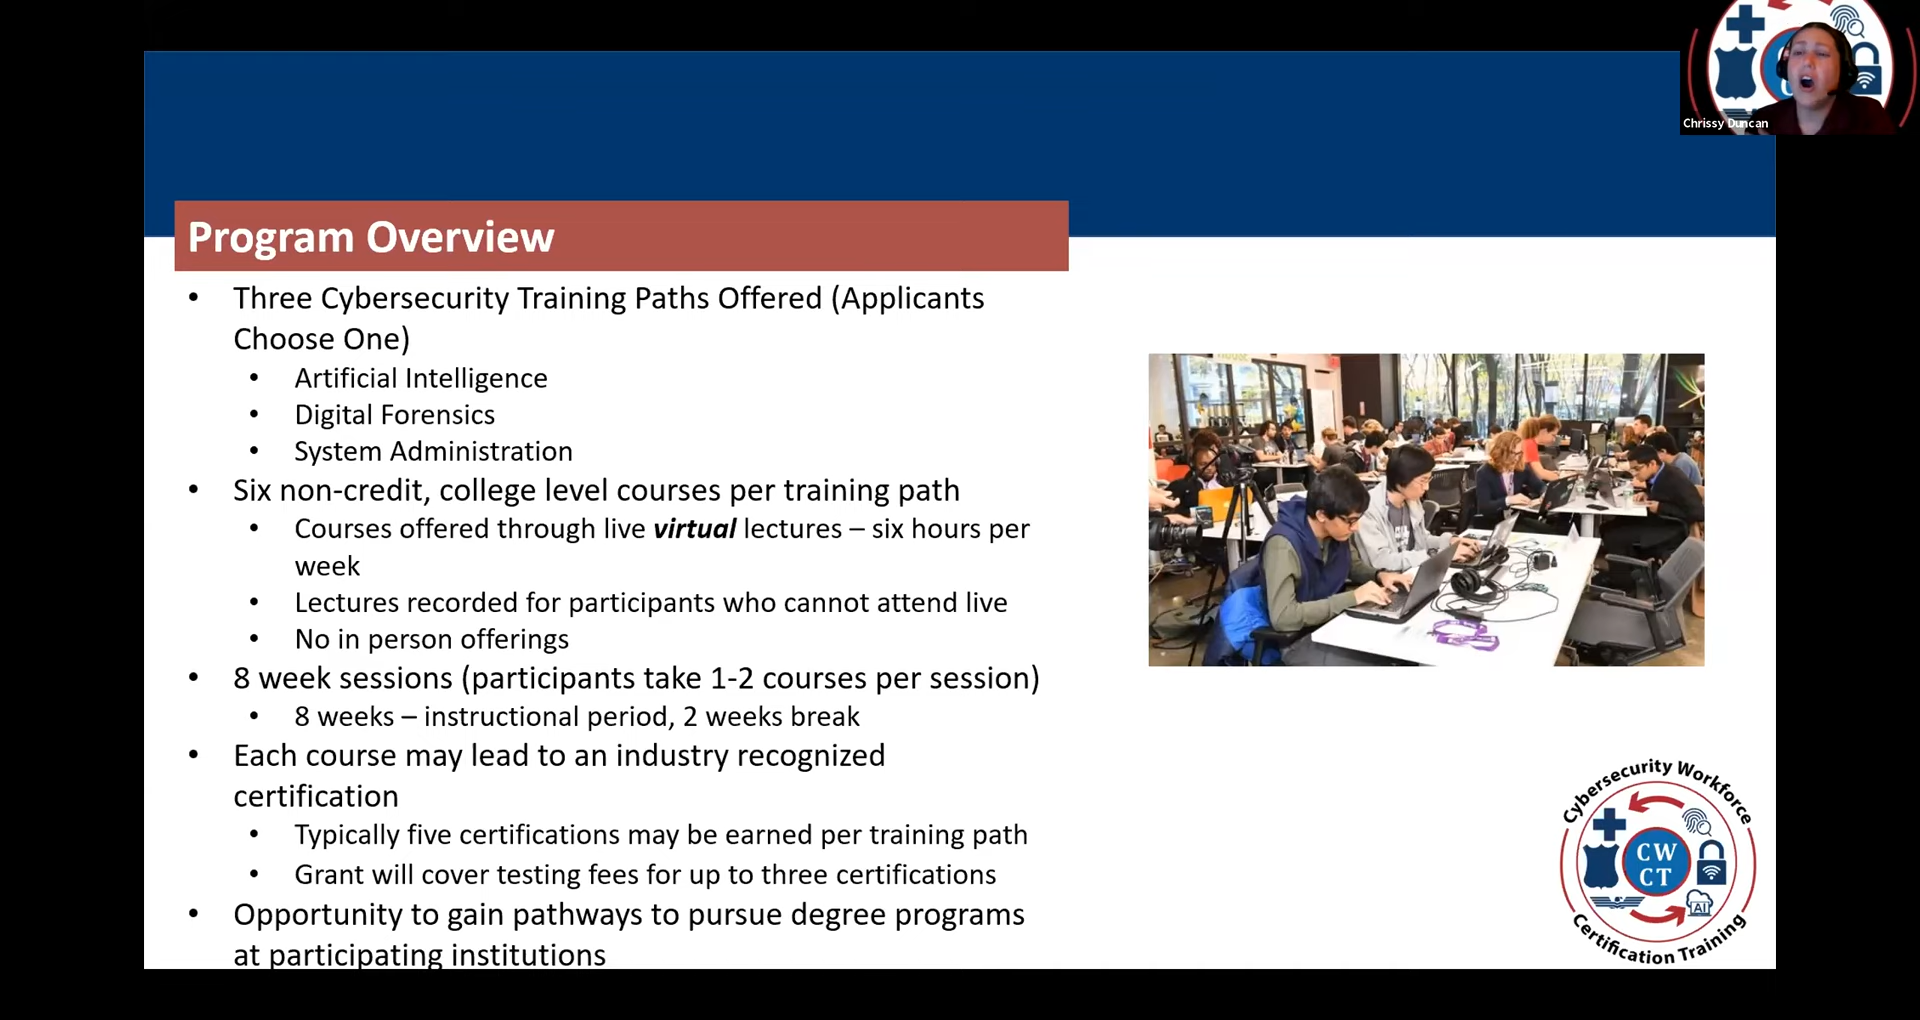 Chrissy Duncan
Program Overview
• Three Cybersecurity Training Paths Offered (Applicants
Choose One)
• Artificial Intelligence
• Digital Forensics
• System Administration
• Six non-credit, college level courses per training path
• Courses offered through live virtual lectures – six hours per
week
• Lectures recorded for participants who cannot attend live
• No in person offerings
• 8 week sessions (participants take 1-2 courses per session)
• 8 weeks – instructional period, 2 weeks break
• Each course may lead to an industry recognized
certification
• Typically five certifications may be earned per training path
• Grant will cover testing fees for up to three certifications
• Opportunity to gain pathways to pursue degree programs
at participating institutions
Cybersecurity Workforce
CW
CT
AI
Certification Training